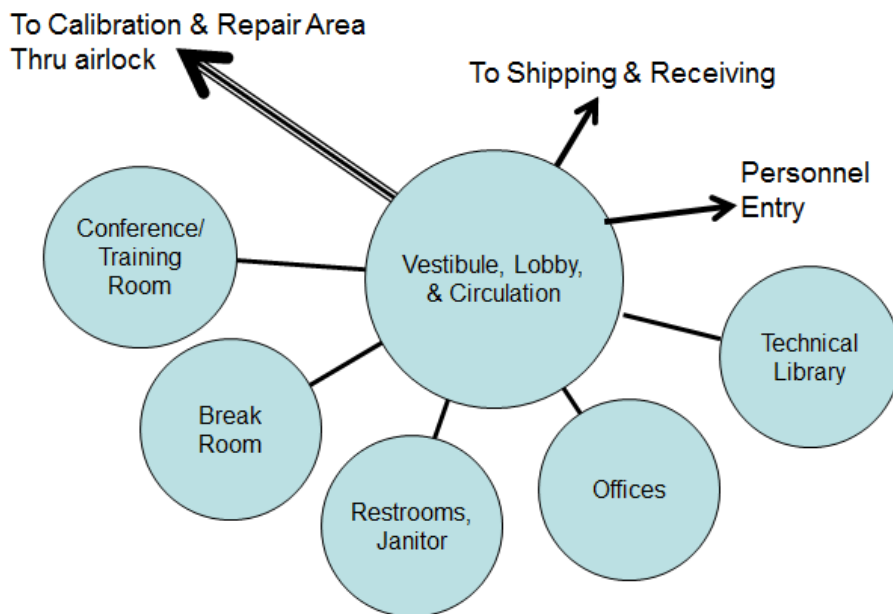 To Calibration & Repair Area
Thru airlock
To Shipping & Receiving
Personnel
Entry
Conference/
Training
Room
Vestibule, Lobby,
& Circulation
Technical
Library
Break
Room
Offices
Restrooms,
Janitor